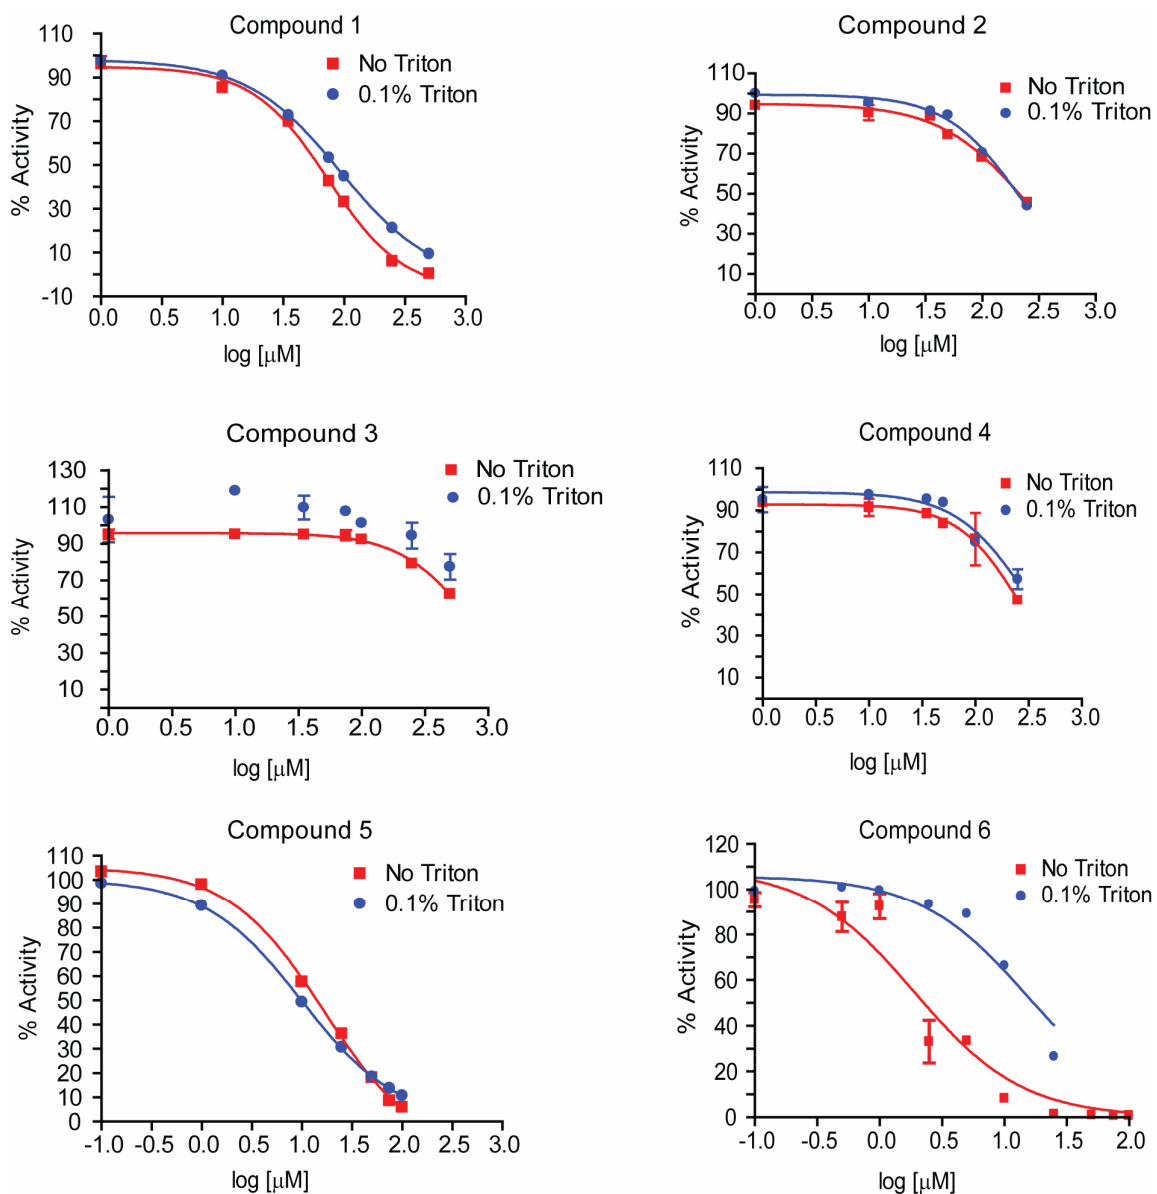 Compound 1
No Triton
0.1% Triton
% Activity
110
90
70
50
30
10
-10
0.0 0.5 1.0 1.5 2.0 2.5 3.0
log [μM]
Compound 2
No Triton
0.1% Triton
% Activity
110
90
70
50
30
10
0.0 0.5 1.0 1.5 2.0 2.5 3.0
log [μM]
Compound 3
No Triton
0.1% Triton
% Activity
130
110
90
70
50
30
10
0.0 0.5 1.0 1.5 2.0 2.5 3.0
log [μM]
Compound 4
No Triton
0.1% Triton
% Activity
110
90
70
50
30
10
0.0 0.5 1.0 1.5 2.0 2.5 3.0
log [μM]
Compound 5
No Triton
0.1% Triton
% Activity
110
100
90
80
70
60
50
40
30
20
10
0
-1.0 -0.5 0.0 0.5 1.0 1.5 2.0 2.5 3.0
log [μM]
Compound 6
No Triton
0.1% Triton
% Activity
120
100
80
60
40
20
0
-1.0 -0.5 0.0 0.5 1.0 1.5 2.0
log [μM]